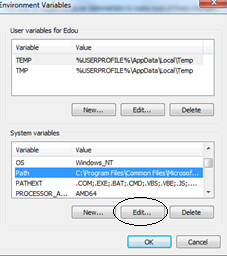 Environment Variables
User variables for Edou
Variable Value
TEMP %USERPROFILE%\AppData\Local\Temp
TMP %USERPROFILE%\AppData\Local\Temp
New... Edit... Delete
System variables
Variable Value
OS Windows_NT
Path C:\Program Files\Common Files\Microsof...
PATHEXT .COM;.EXE;.BAT;.CMD;.VBS;.VBE;.JS;....
PROCESSOR_A... AMD64
New... Edit... Delete
OK Cancel